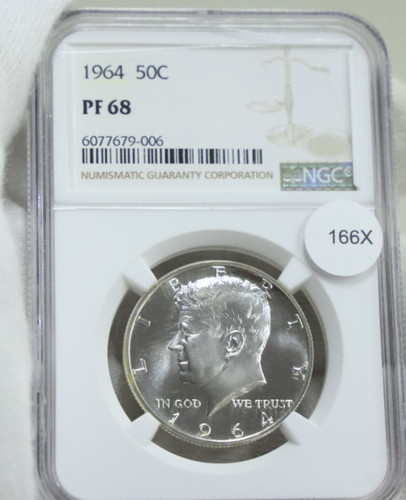 1964 50C
PF 68
6077679-006
NUMISMATIC GUARANTY CORPORATION
NGC
166X
LIBERTY
IN GOD WE TRUST
1964